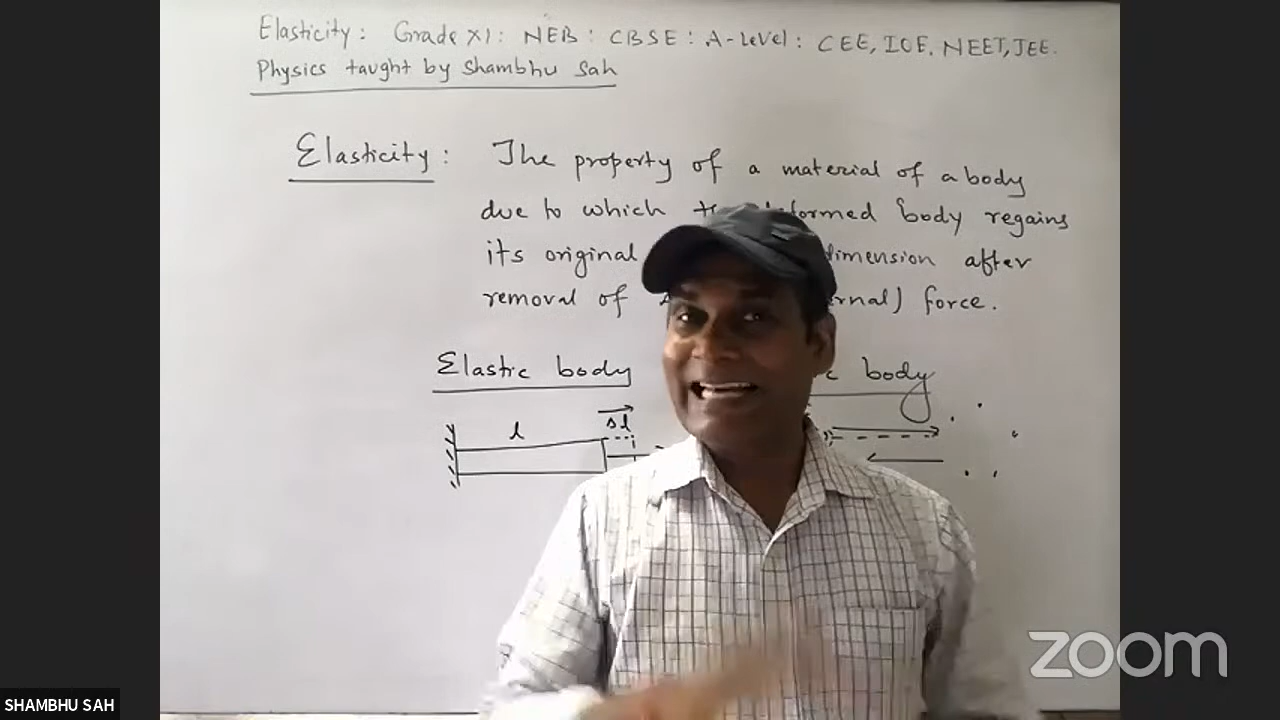 Elasticity: Grade XI: NEB: CBSE: A-Level: CEE, IOE, NEET, JEE.
Physics taught by Shambhu Sah
Elasticity: The property of a material of a body
due to which deformed body regains
its original dimension after
removal of force.
Elastic body body
l Δl
zoom
SHAMBHU SAH